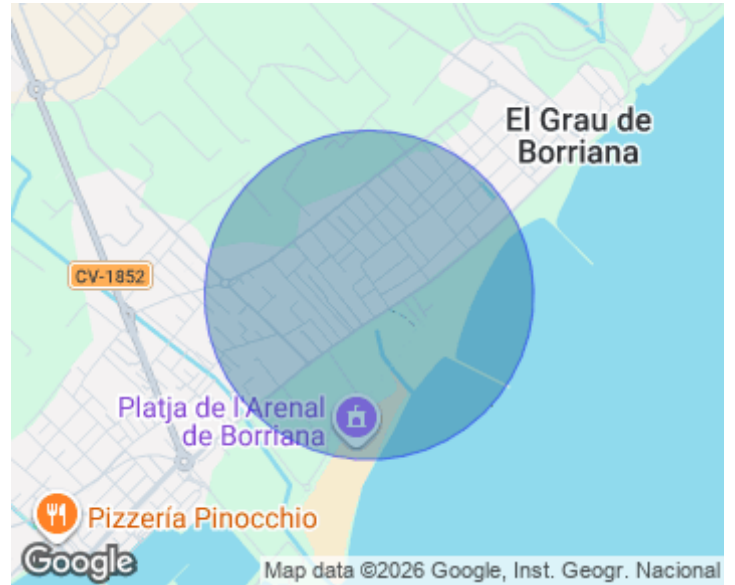 El Grau de
Borriana
CV-1852
Platja de l'Arenal
de Borriana
Pizzería Pinocchio
Google
Map data ©2026 Google, Inst. Geogr. Nacional